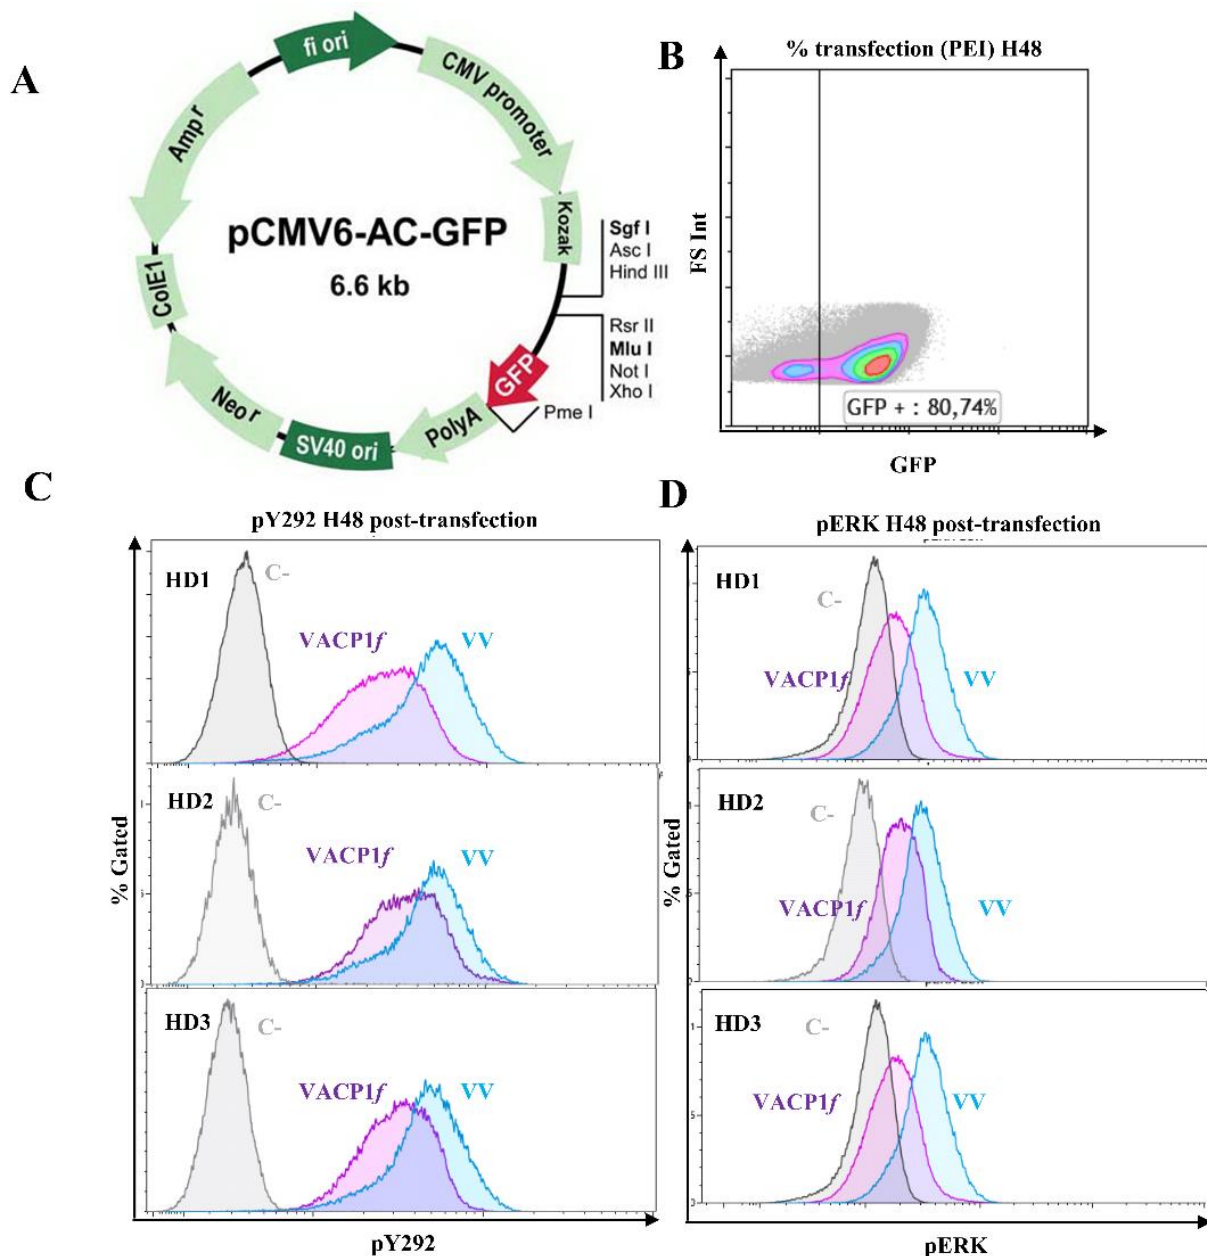 A
fi ori
CMV promoter
Kozak
Sgf I
Asc I
Hind III
Rsr II
Mlu I
Not I
Xho I
Pme I
GFP
PolyA
SV40 ori
Neo r
ColE1
Amp r
pCMV6-AC-GFP
6.6 kb
B
% transfection (PEI) H48
FS Int
GFP + : 80,74%
GFP
C
pY292 H48 post-transfection
HD1
C-
VACP1f
VV
HD2
C-
VACP1f
VV
HD3
C-
VACP1f
VV
% Gated
pY292
D
pERK H48 post-transfection
HD1
C-
VACP1f
VV
HD2
C-
VACP1f
VV
HD3
C-
VACP1f
VV
% Gated
pERK